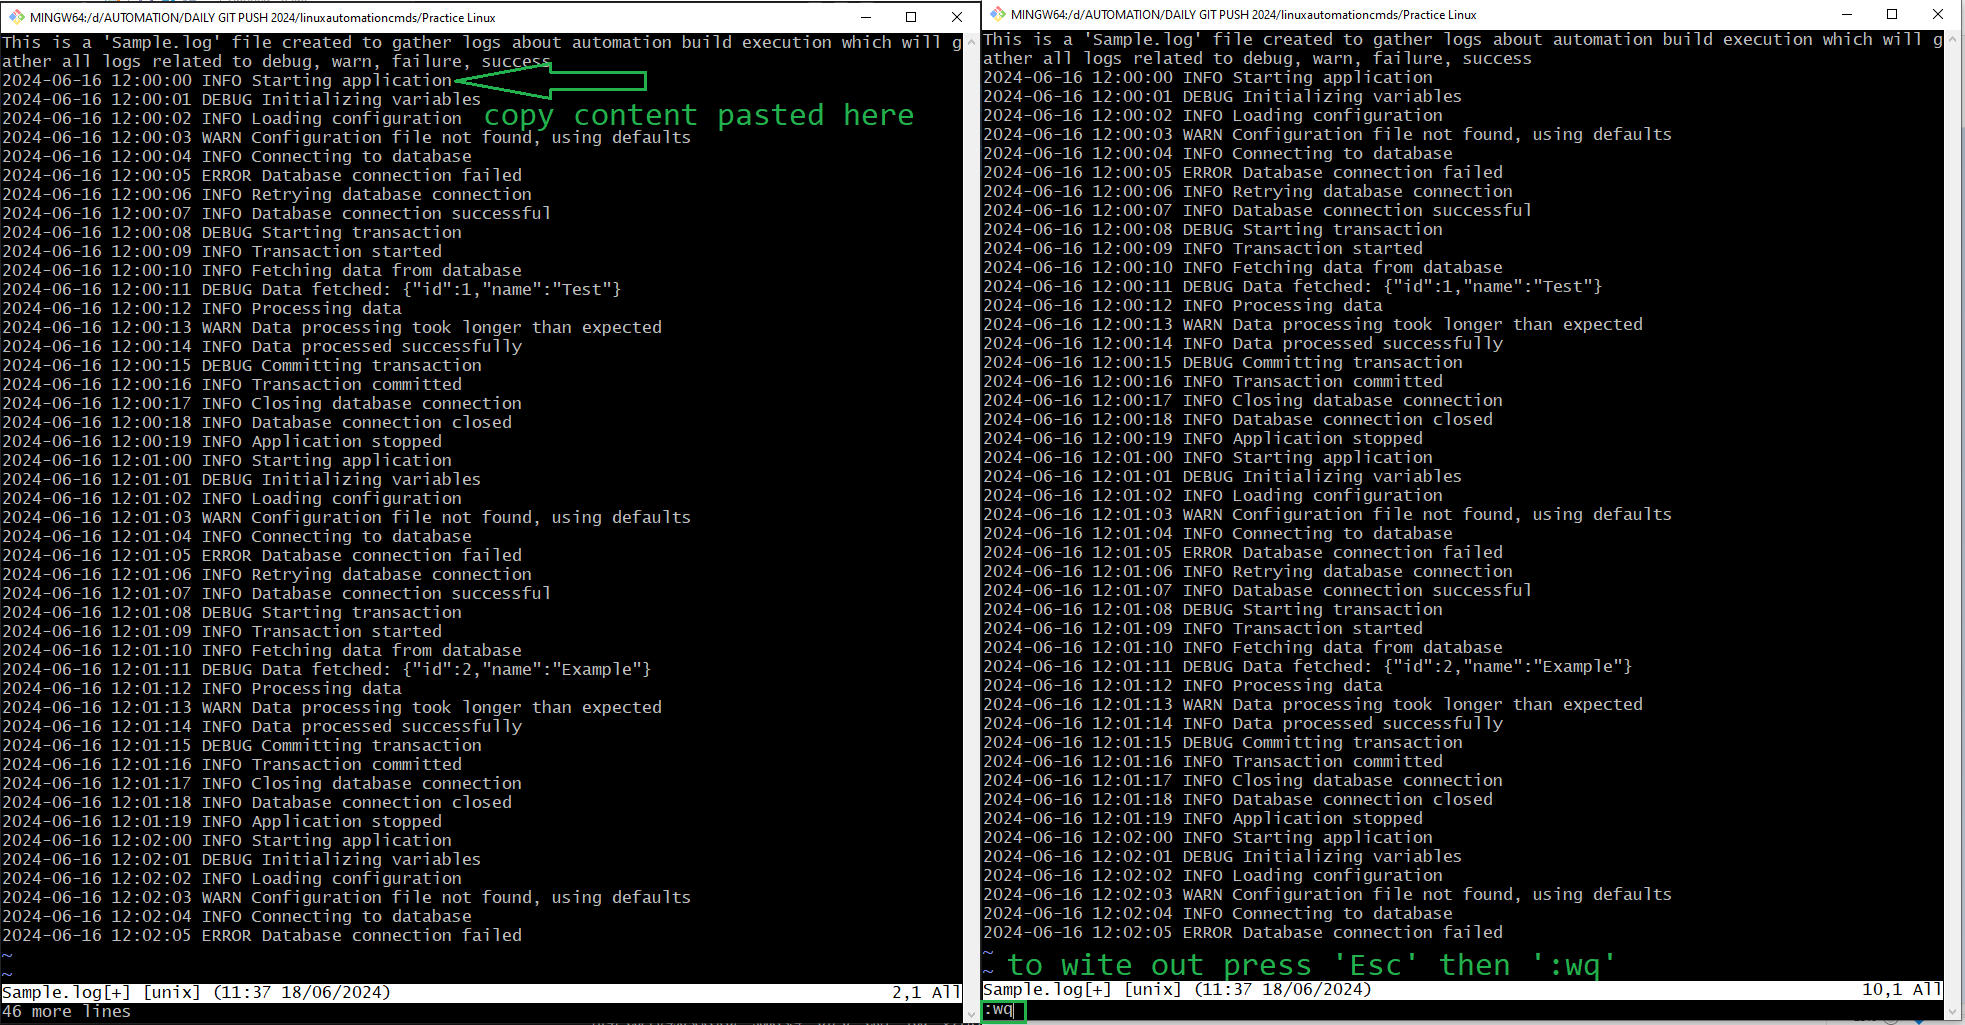 MINGW64:/d/AUTOMATION/DAILY GIT PUSH 2024/linuxautomationcmds/Practice Linux
This is a 'Sample.log' file created to gather logs about automation build execution which will g
ather all logs related to debug, warn, failure, success
2024-06-16 12:00:00 INFO Starting application
2024-06-16 12:00:01 DEBUG Initializing variables
copy content pasted here
2024-06-16 12:00:02 INFO Loading configuration
2024-06-16 12:00:03 WARN Configuration file not found, using defaults
2024-06-16 12:00:04 INFO Connecting to database
2024-06-16 12:00:05 ERROR Database connection failed
2024-06-16 12:00:06 INFO Retrying database connection
2024-06-16 12:00:07 INFO Database connection successful
2024-06-16 12:00:08 DEBUG Starting transaction
2024-06-16 12:00:09 INFO Transaction started
2024-06-16 12:00:10 INFO Fetching data from database
2024-06-16 12:00:11 DEBUG Data fetched: {"id":1,"name":"Test"}
2024-06-16 12:00:12 INFO Processing data
2024-06-16 12:00:13 WARN Data processing took longer than expected
2024-06-16 12:00:14 INFO Data processed successfully
2024-06-16 12:00:15 DEBUG Committing transaction
2024-06-16 12:00:16 INFO Transaction committed
2024-06-16 12:00:17 INFO Closing database connection
2024-06-16 12:00:18 INFO Database connection closed
2024-06-16 12:00:19 INFO Application stopped
2024-06-16 12:01:00 INFO Starting application
2024-06-16 12:01:01 DEBUG Initializing variables
2024-06-16 12:01:02 INFO Loading configuration
2024-06-16 12:01:03 WARN Configuration file not found, using defaults
2024-06-16 12:01:04 INFO Connecting to database
2024-06-16 12:01:05 ERROR Database connection failed
2024-06-16 12:01:06 INFO Retrying database connection
2024-06-16 12:01:07 INFO Database connection successful
2024-06-16 12:01:08 DEBUG Starting transaction
2024-06-16 12:01:09 INFO Transaction started
2024-06-16 12:01:10 INFO Fetching data from database
2024-06-16 12:01:11 DEBUG Data fetched: {"id":2,"name":"Example"}
2024-06-16 12:01:12 INFO Processing data
2024-06-16 12:01:13 WARN Data processing took longer than expected
2024-06-16 12:01:14 INFO Data processed successfully
2024-06-16 12:01:15 DEBUG Committing transaction
2024-06-16 12:01:16 INFO Transaction committed
2024-06-16 12:01:17 INFO Closing database connection
2024-06-16 12:01:18 INFO Database connection closed
2024-06-16 12:01:19 INFO Application stopped
2024-06-16 12:02:00 INFO Starting application
2024-06-16 12:02:01 DEBUG Initializing variables
2024-06-16 12:02:02 INFO Loading configuration
2024-06-16 12:02:03 WARN Configuration file not found, using defaults
2024-06-16 12:02:04 INFO Connecting to database
2024-06-16 12:02:05 ERROR Database connection failed
~
~
Sample.log[+] [unix] (11:37 18/06/2024) 2,1 All
46 more lines
MINGW64:/d/AUTOMATION/DAILY GIT PUSH 2024/linuxautomationcmds/Practice Linux
This is a 'Sample.log' file created to gather logs about automation build execution which will g
ather all logs related to debug, warn, failure, success
2024-06-16 12:00:00 INFO Starting application
2024-06-16 12:00:01 DEBUG Initializing variables
2024-06-16 12:00:02 INFO Loading configuration
2024-06-16 12:00:03 WARN Configuration file not found, using defaults
2024-06-16 12:00:04 INFO Connecting to database
2024-06-16 12:00:05 ERROR Database connection failed
2024-06-16 12:00:06 INFO Retrying database connection
2024-06-16 12:00:07 INFO Database connection successful
2024-06-16 12:00:08 DEBUG Starting transaction
2024-06-16 12:00:09 INFO Transaction started
2024-06-16 12:00:10 INFO Fetching data from database
2024-06-16 12:00:11 DEBUG Data fetched: {"id":1,"name":"Test"}
2024-06-16 12:00:12 INFO Processing data
2024-06-16 12:00:13 WARN Data processing took longer than expected
2024-06-16 12:00:14 INFO Data processed successfully
2024-06-16 12:00:15 DEBUG Committing transaction
2024-06-16 12:00:16 INFO Transaction committed
2024-06-16 12:00:17 INFO Closing database connection
2024-06-16 12:00:18 INFO Database connection closed
2024-06-16 12:00:19 INFO Application stopped
2024-06-16 12:01:00 INFO Starting application
2024-06-16 12:01:01 DEBUG Initializing variables
2024-06-16 12:01:02 INFO Loading configuration
2024-06-16 12:01:03 WARN Configuration file not found, using defaults
2024-06-16 12:01:04 INFO Connecting to database
2024-06-16 12:01:05 ERROR Database connection failed
2024-06-16 12:01:06 INFO Retrying database connection
2024-06-16 12:01:07 INFO Database connection successful
2024-06-16 12:01:08 DEBUG Starting transaction
2024-06-16 12:01:09 INFO Transaction started
2024-06-16 12:01:10 INFO Fetching data from database
2024-06-16 12:01:11 DEBUG Data fetched: {"id":2,"name":"Example"}
2024-06-16 12:01:12 INFO Processing data
2024-06-16 12:01:13 WARN Data processing took longer than expected
2024-06-16 12:01:14 INFO Data processed successfully
2024-06-16 12:01:15 DEBUG Committing transaction
2024-06-16 12:01:16 INFO Transaction committed
2024-06-16 12:01:17 INFO Closing database connection
2024-06-16 12:01:18 INFO Database connection closed
2024-06-16 12:01:19 INFO Application stopped
2024-06-16 12:02:00 INFO Starting application
2024-06-16 12:02:01 DEBUG Initializing variables
2024-06-16 12:02:02 INFO Loading configuration
2024-06-16 12:02:03 WARN Configuration file not found, using defaults
2024-06-16 12:02:04 INFO Connecting to database
2024-06-16 12:02:05 ERROR Database connection failed
~
~ to wite out press 'Esc' then ':wq'
Sample.log[+] [unix] (11:37 18/06/2024) 10,1 All
:wq